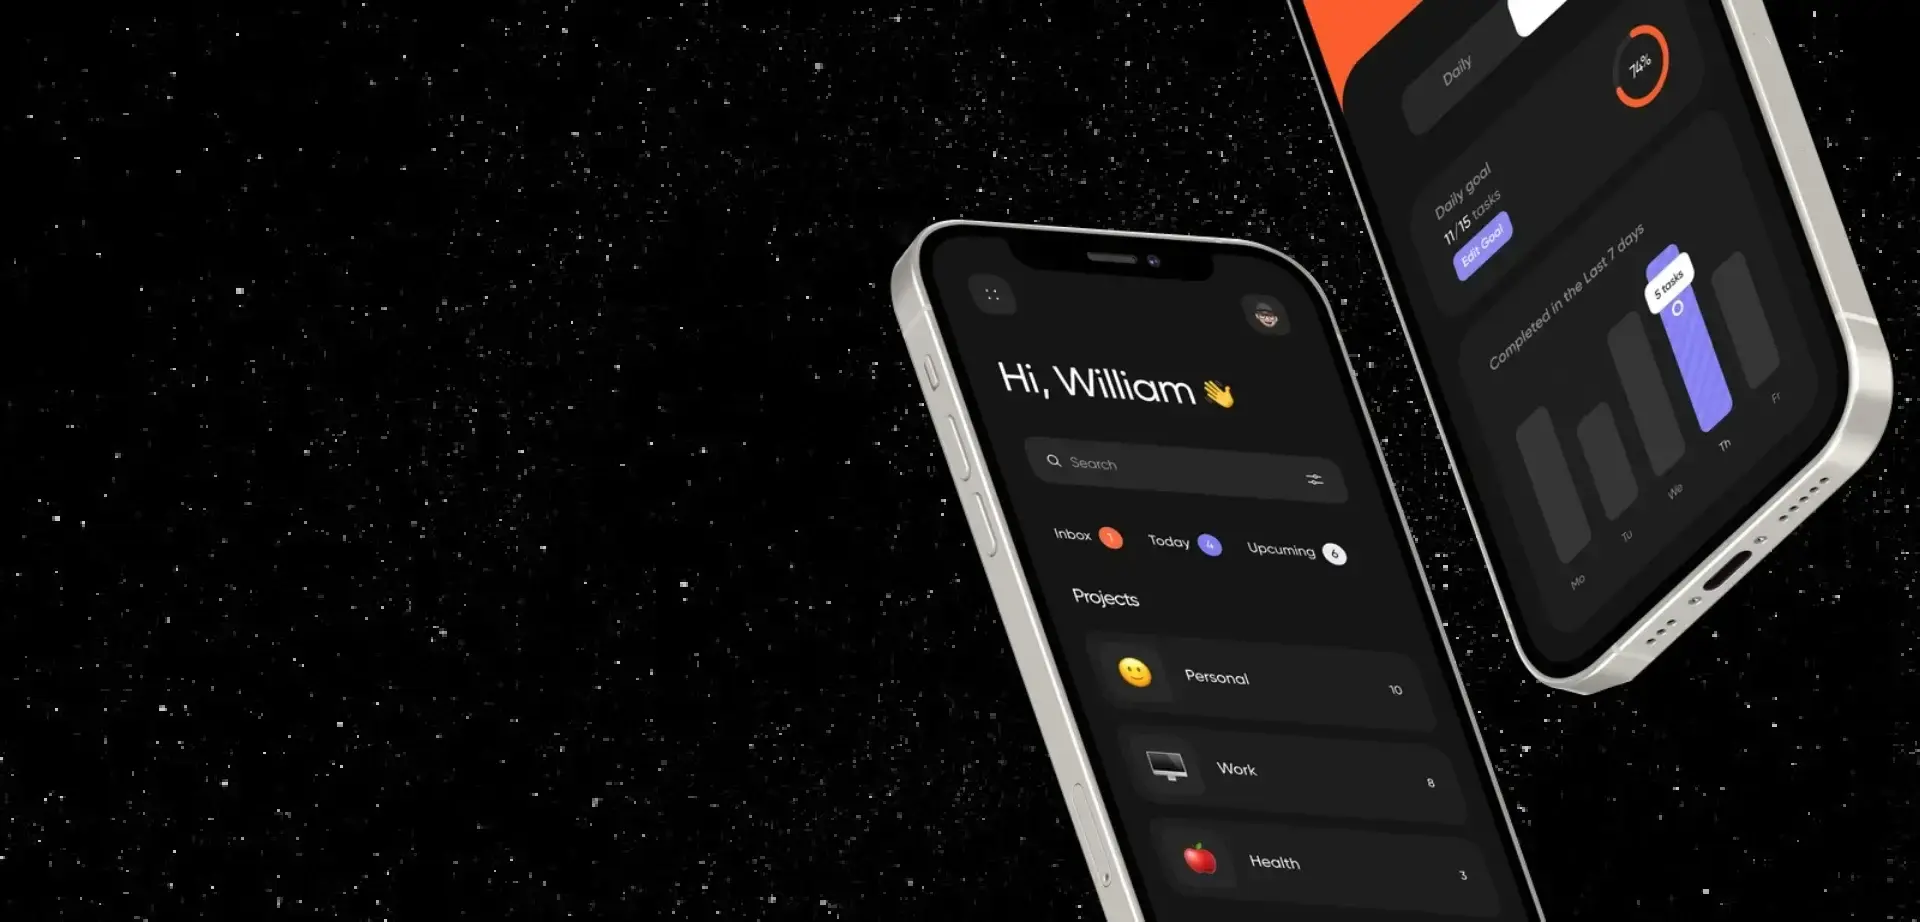 Hi, William 👋
Search
Inbox 1 Today 4 Upcuming 6
Projects
Personal 10
Work 8
Health 3
Daily
74%
Daily goal
11/15 tasks
Edit Goal
Completed in the Last 7 days
5 tasks
Mo Tu We Th Fr